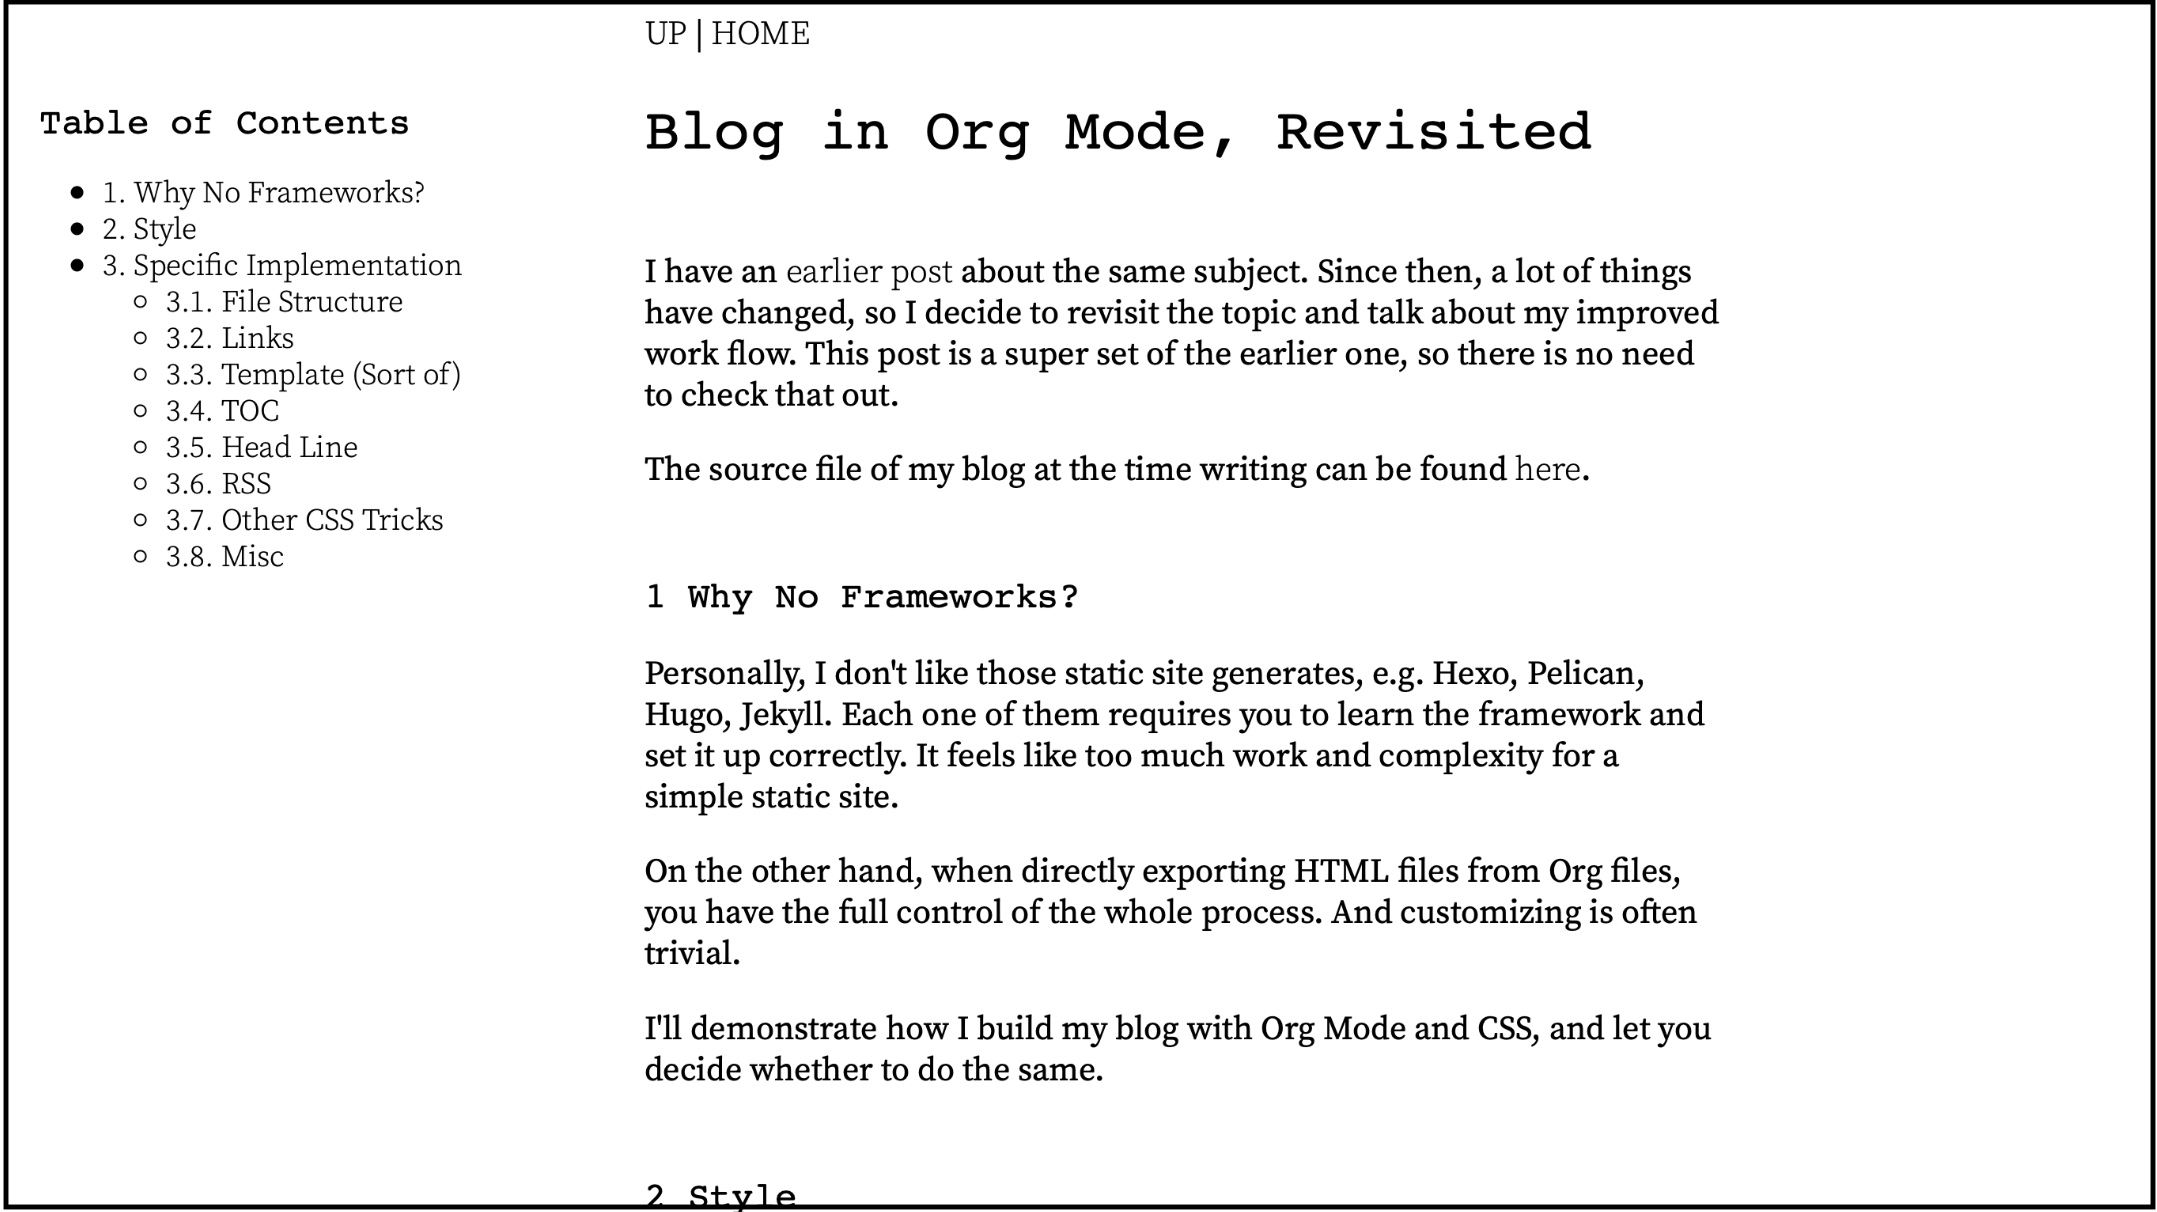 UP | HOME
Table of Contents
1. Why No Frameworks?
2. Style
3. Specific Implementation
3.1. File Structure
3.2. Links
3.3. Template (Sort of)
3.4. TOC
3.5. Head Line
3.6. RSS
3.7. Other CSS Tricks
3.8. Misc
Blog in Org Mode, Revisited
I have an earlier post about the same subject. Since then, a lot of things
have changed, so I decide to revisit the topic and talk about my improved
work flow. This post is a super set of the earlier one, so there is no need
to check that out.
The source file of my blog at the time writing can be found here.
1 Why No Frameworks?
Personally, I don't like those static site generates, e.g. Hexo, Pelican,
Hugo, Jekyll. Each one of them requires you to learn the framework and
set it up correctly. It feels like too much work and complexity for a
simple static site.
On the other hand, when directly exporting HTML files from Org files,
you have the full control of the whole process. And customizing is often
trivial.
I'll demonstrate how I build my blog with Org Mode and CSS, and let you
decide whether to do the same.
2 Style